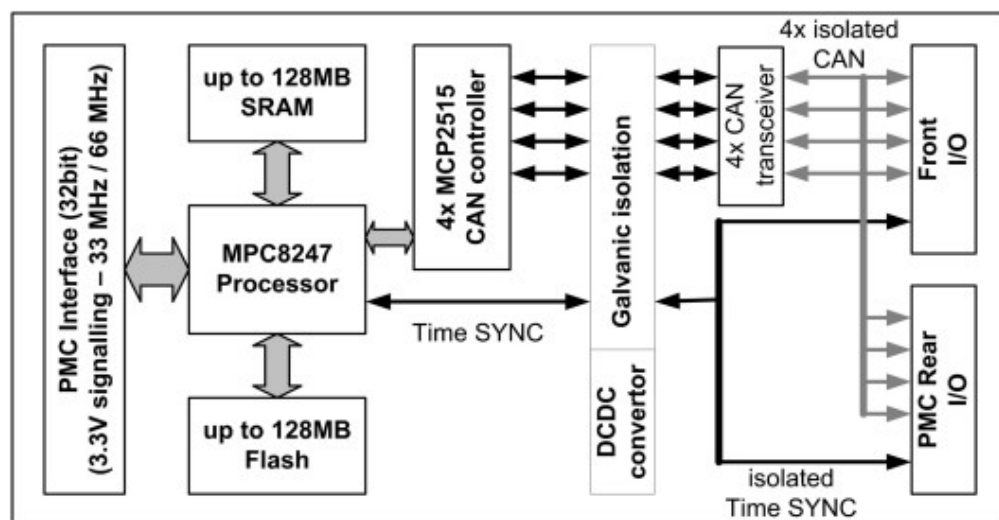 PMC Interface (32bit)
(3.3V signalling – 33 MHz / 66 MHz)
up to 128MB
SRAM
MPC8247
Processor
up to 128MB
Flash
4x MCP2515
CAN controller
Time SYNC
Galvanic isolation
DCDC
convertor
4x CAN
transceiver
4x isolated
CAN
Front
I/O
PMC Rear
I/O
isolated
Time SYNC